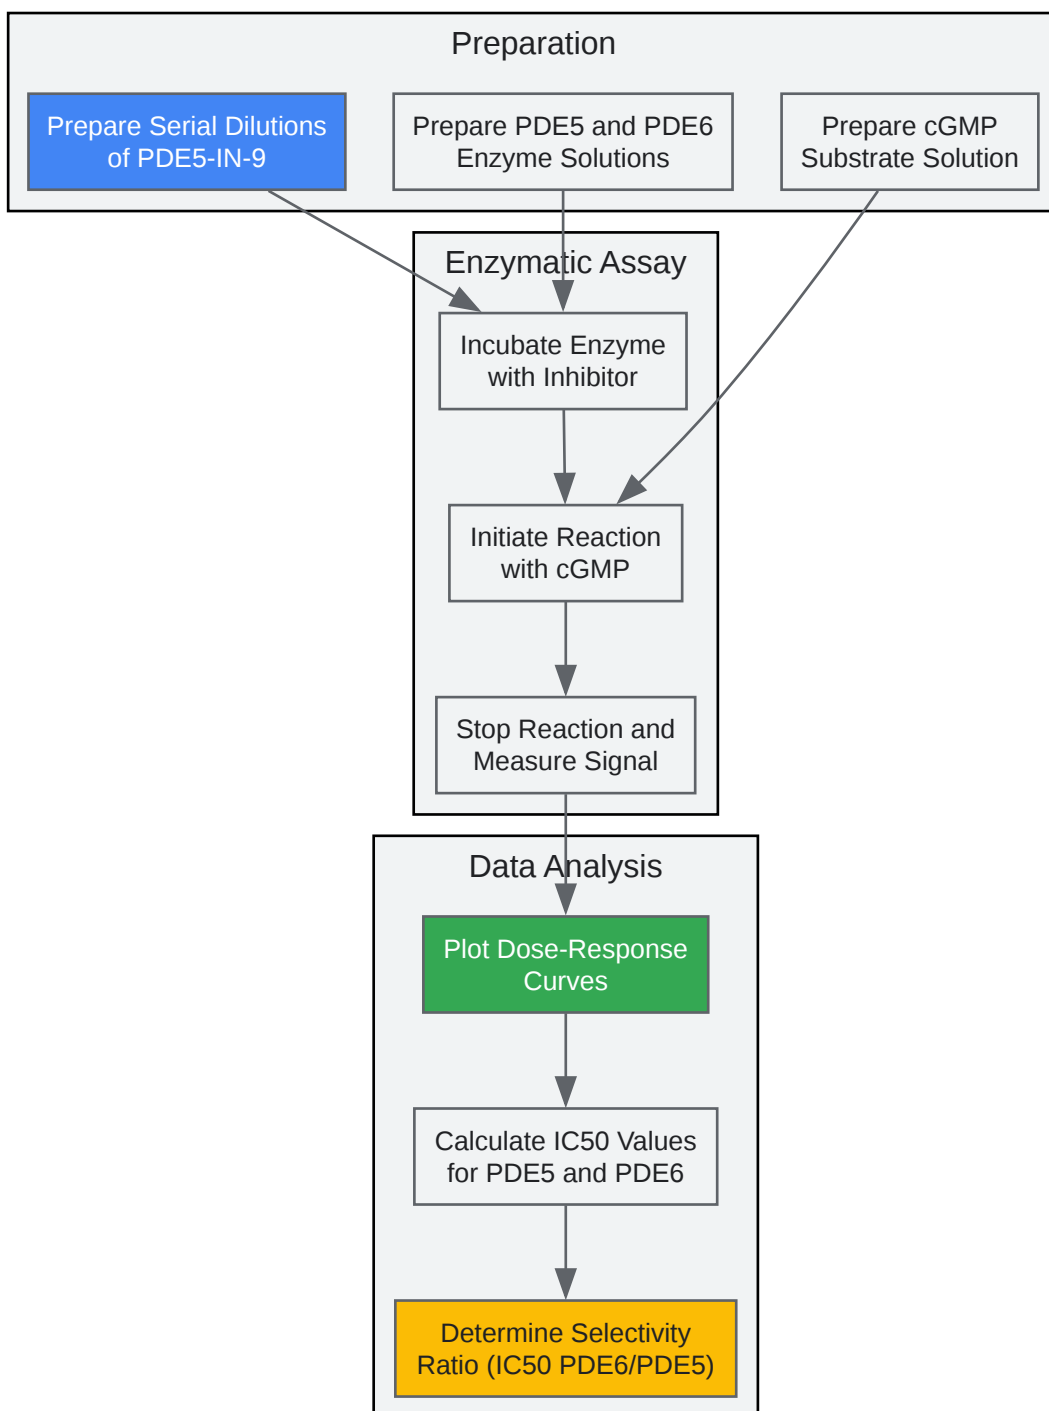 Preparation
Prepare Serial Dilutions
of PDE5-IN-9
Prepare PDE5 and PDE6
Enzyme Solutions
Prepare cGMP
Substrate Solution
Enzymatic Assay
Incubate Enzyme
with Inhibitor
Initiate Reaction
with cGMP
Stop Reaction and
Measure Signal
Data Analysis
Plot Dose-Response
Curves
Calculate IC50 Values
for PDE5 and PDE6
Determine Selectivity
Ratio (IC50 PDE6/PDE5)